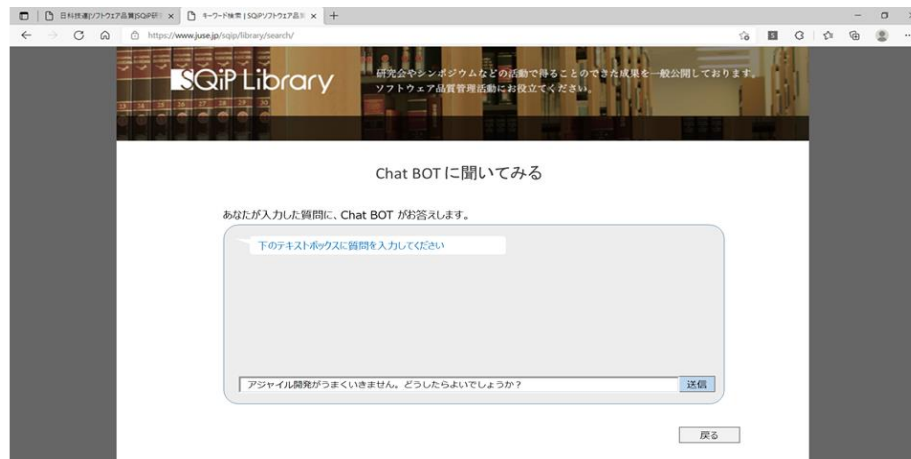 日科技連|ソフトウェア品質|SQiP研
キーワード検索 | SQiPソフトウェア品質
https://www.juse.jp/sqip/library/search/
SQiP Library
研究会やシンポジウムなどの活動で得ることのできた成果を一般公開しております。
ソフトウェア品質管理活動にお役立てください。
Chat BOT に聞いてみる
あなたが入力した質問に、Chat BOT がお答えします。
下のテキストボックスに質問を入力してください
アジャイル開発がうまくいきません。どうしたらよいでしょうか?
送信
戻る